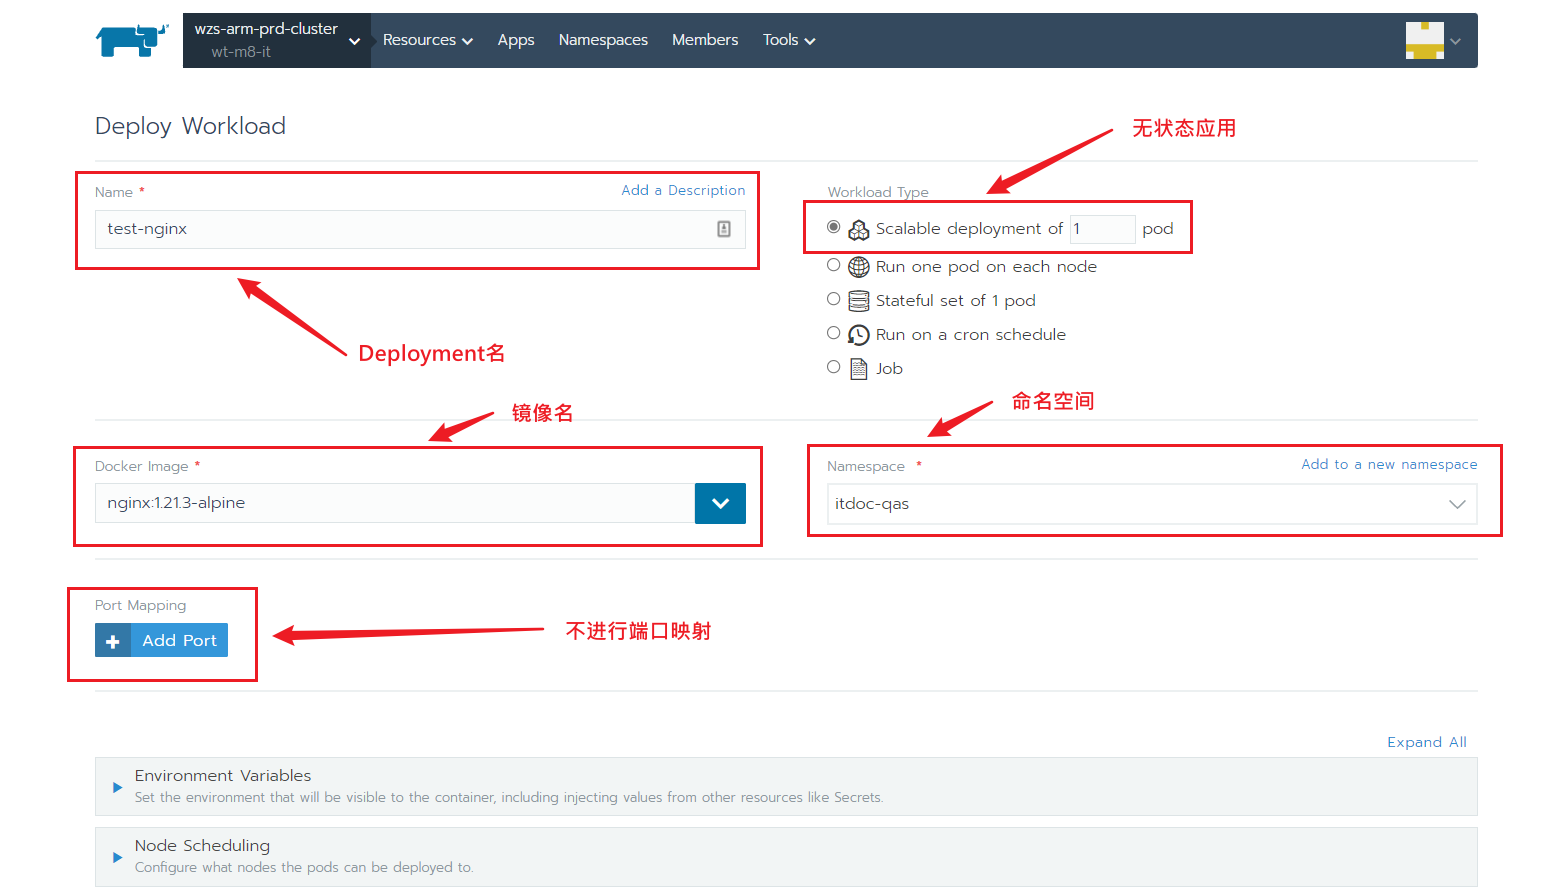 wzs-arm-prd-cluster
wt-m8-it
Resources
Apps
Namespaces
Members
Tools
Deploy Workload
无状态应用
Name *
Add a Description
test-nginx
Workload Type
Scalable deployment of 1 pod
Run one pod on each node
Stateful set of 1 pod
Run on a cron schedule
Job
Deployment名
镜像名
命名空间
Docker Image *
nginx:1.21.3-alpine
Namespace *
Add to a new namespace
itdoc-qas
Port Mapping
Add Port
不进行端口映射
Expand All
Environment Variables
Set the environment that will be visible to the container, including injecting values from other resources like Secrets.
Node Scheduling
Configure what nodes the pods can be deployed to.